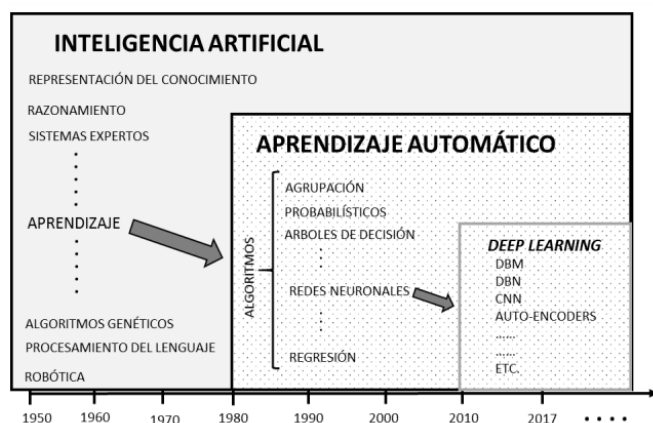 INTELIGENCIA ARTIFICIAL
REPRESENTACIÓN DEL CONOCIMIENTO
RAZONAMIENTO
SISTEMAS EXPERTOS
APRENDIZAJE
ALGORITMOS GENÉTICOS
PROCESAMIENTO DEL LENGUAJE
ROBÓTICA
APRENDIZAJE AUTOMÁTICO
ALGORITMOS
AGRUPACIÓN
PROBABILÍSTICOS
ARBOLES DE DECISIÓN
REDES NEURONALES
REGRESIÓN
DEEP LEARNING
DBM
DBN
CNN
AUTO-ENCODERS
......
......
ETC.
1950 1960 1970 1980 1990 2000 2010 2017 ....